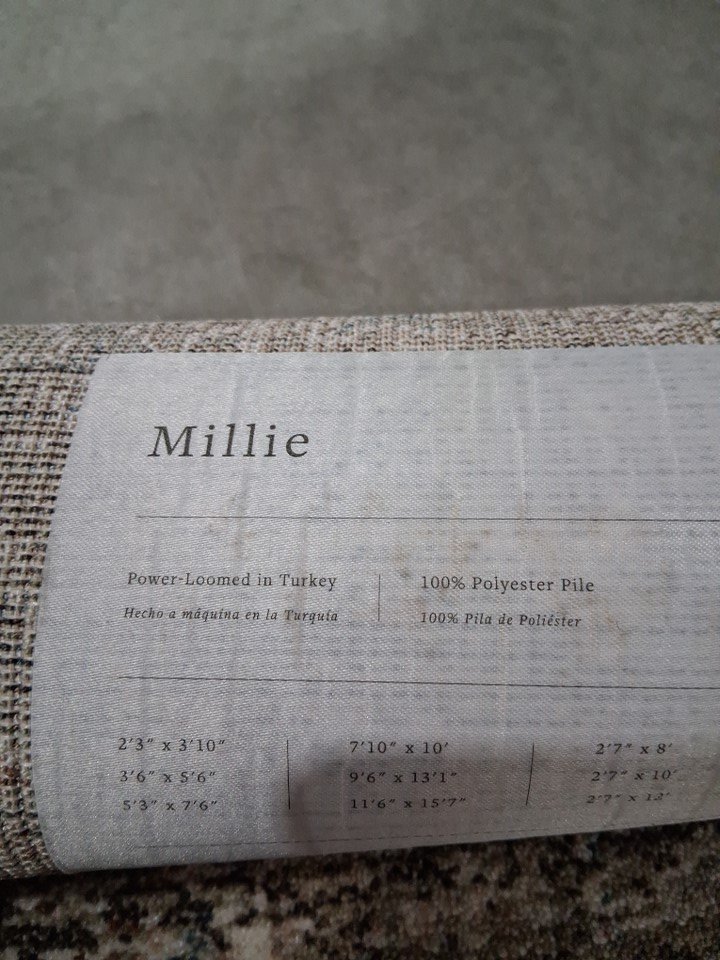 Millie
Power-Loomed in Turkey
Hecho a máquina en la Turquía
100% Polyester Pile
100% Pila de Poliéster
2'3" x 3'10"
3'6" x 5'6"
5'3" x 7'6"
7'10" x 10'
9'6" x 13'1"
11'6" x 15'7"
2'7" x 8'
2'7" x 10'
2'7" x 12'